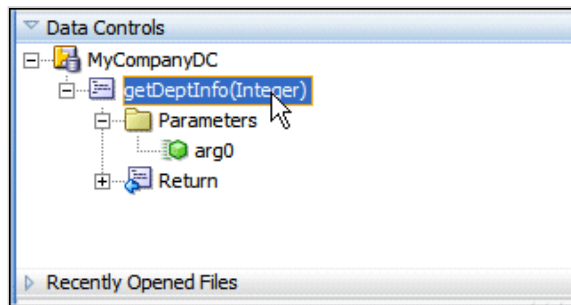 Data Controls
MyCompanyDC
getDeptInfo(Integer)
Parameters
arg0
Return
Recently Opened Files